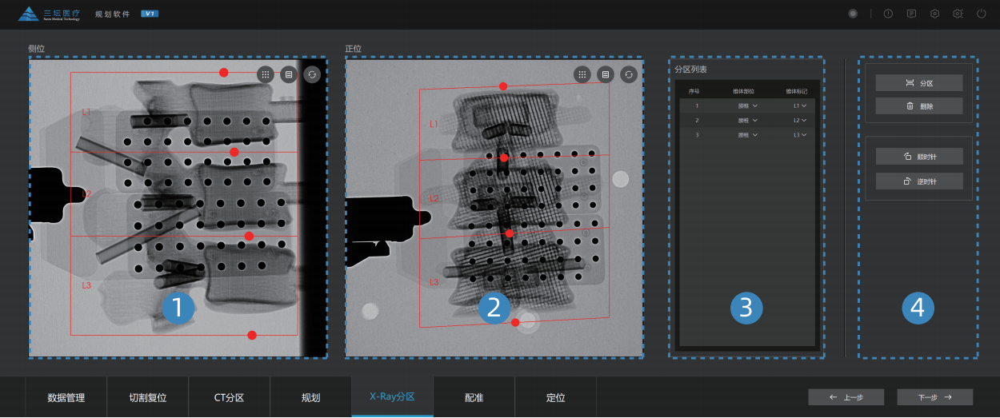 三坛医疗
Santa Medical Technology
规划软件
V1
侧位
L1
L2
L3
1
正位
L1
L2
L3
2
分区列表
序号 锥体部位 锥体标记
1 腰椎 L1
2 腰椎 L2
3 腰椎 L3
3
分区
删除
顺时针
逆时针
4
数据管理 切割复位 CT分区 规划 X-Ray分区 配准 定位
← 上一步 下一步 →